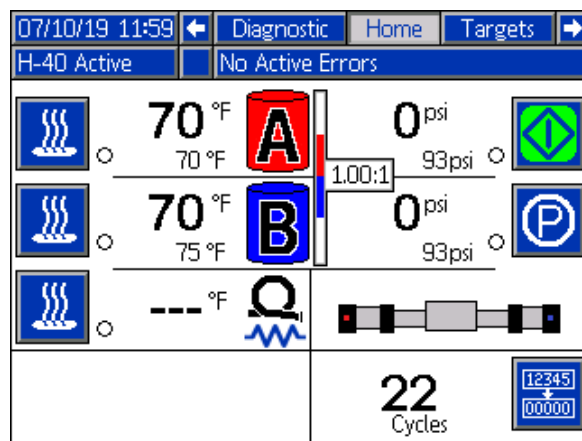 07/10/19 11:59 Diagnostic Home Targets
H-40 Active No Active Errors
70 °F A 0 psi
70 °F 93psi
1.00:1
70 °F B 0 psi
75 °F 93psi
P
--- °F
22
Cycles
12345
00000